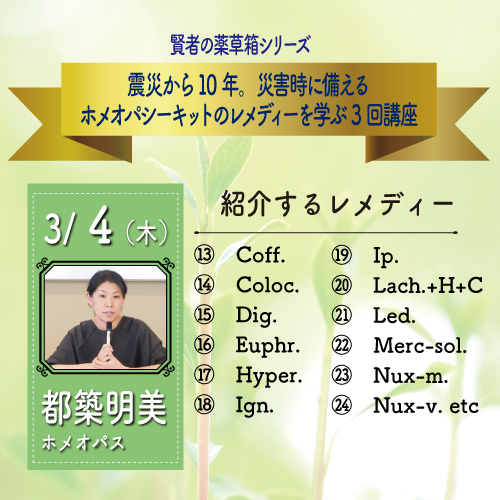 賢者の薬草箱シリーズ
震災から10年。災害時に備える
ホメオパシーキットのレメディーを学ぶ3回講座
3/4（木）
都築明美
ホメオパス
紹介するレメディー
⑬ Coff.
⑭ Coloc.
⑮ Dig.
⑯ Euphr.
⑰ Hyper.
⑱ Ign.
⑲ Ip.
⑳ Lach.+H+C
㉑ Led.
㉒ Merc-sol.
㉓ Nux-m.
㉔ Nux-v. etc